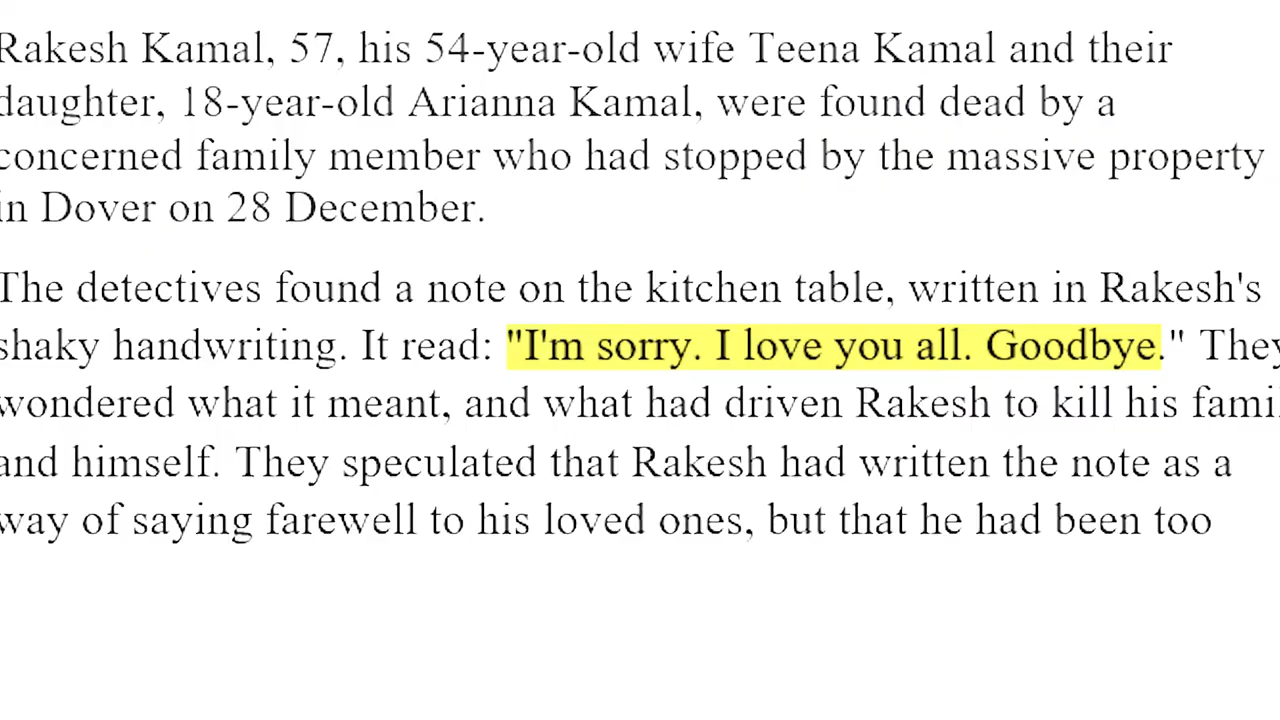 Rakesh Kamal, 57, his 54-year-old wife Teena Kamal and their
daughter, 18-year-old Arianna Kamal, were found dead by a
concerned family member who had stopped by the massive property
in Dover on 28 December.
The detectives found a note on the kitchen table, written in Rakesh's
shaky handwriting. It read: "I'm sorry. I love you all. Goodbye." They
wondered what it meant, and what had driven Rakesh to kill his fami
and himself. They speculated that Rakesh had written the note as a
way of saying farewell to his loved ones, but that he had been too